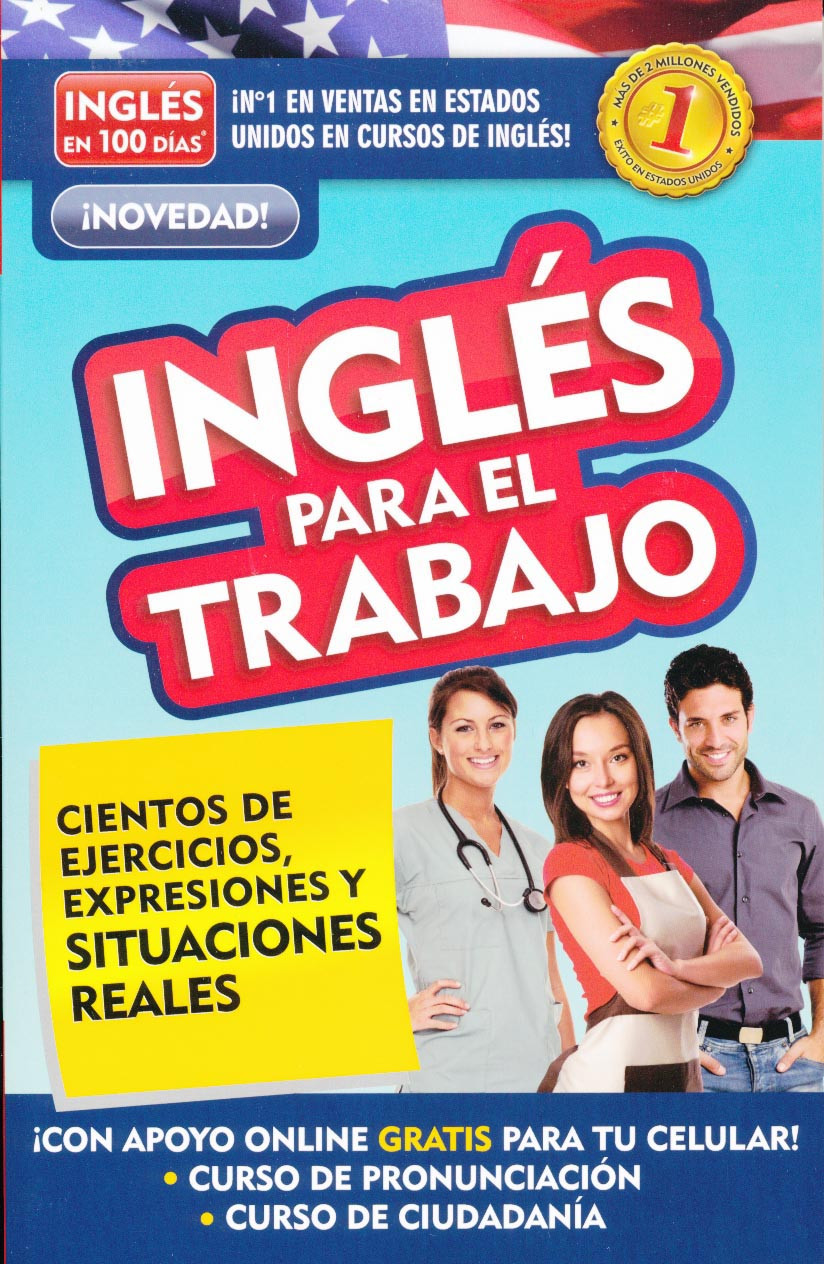 INGLÉS
EN 100 DÍAS®
¡N°1 EN VENTAS EN ESTADOS
UNIDOS EN CURSOS DE INGLÉS!
MÁS DE 2 MILLONES VENDIDOS
#1
ÉXITO EN ESTADOS UNIDOS
¡NOVEDAD!
INGLÉS
PARA EL
TRABAJO
CIENTOS DE
EJERCICIOS,
EXPRESIONES Y
SITUACIONES
REALES
¡CON APOYO ONLINE GRATIS PARA TU CELULAR!
• CURSO DE PRONUNCIACIÓN
• CURSO DE CIUDADANÍA